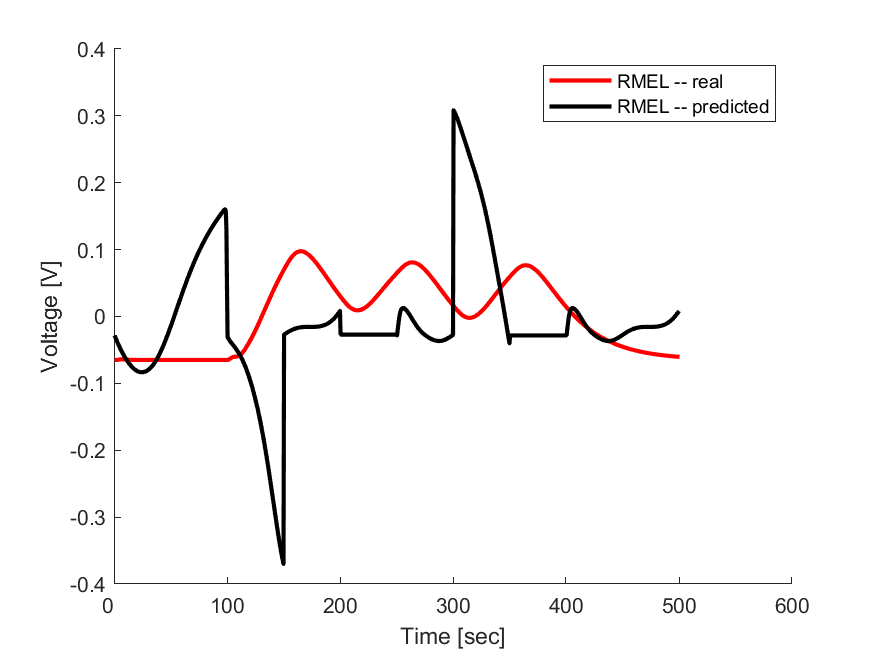 0.4
0.3
0.2
0.1
0
-0.1
-0.2
-0.3
-0.4
Voltage [V]
RMEL -- real
RMEL -- predicted
0 100 200 300 400 500 600
Time [sec]